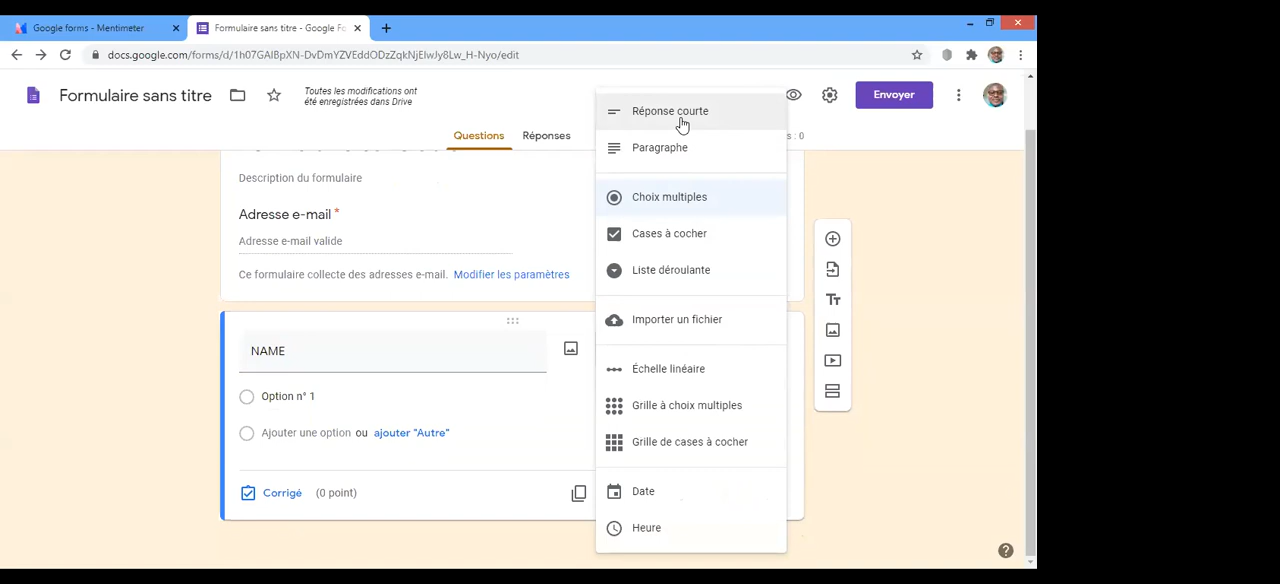 Google forms - Mentimeter
Formulaire sans titre - Google Fo
docs.google.com/forms/d/1h07GAlBpXN-DvDmYZVEddODzZqkNjElwJy8Lw_H-Nyo/edit
Formulaire sans titre
Toutes les modifications ont
été enregistrées dans Drive
Envoyer
Questions
Réponses
s : 0
Description du formulaire
Adresse e-mail *
Adresse e-mail valide
Ce formulaire collecte des adresses e-mail. Modifier les paramètres
NAME
Option n° 1
Ajouter une option ou ajouter "Autre"
Corrigé (0 point)
Réponse courte
Paragraphe
Choix multiples
Cases à cocher
Liste déroulante
Importer un fichier
Échelle linéaire
Grille à choix multiples
Grille de cases à cocher
Date
Heure